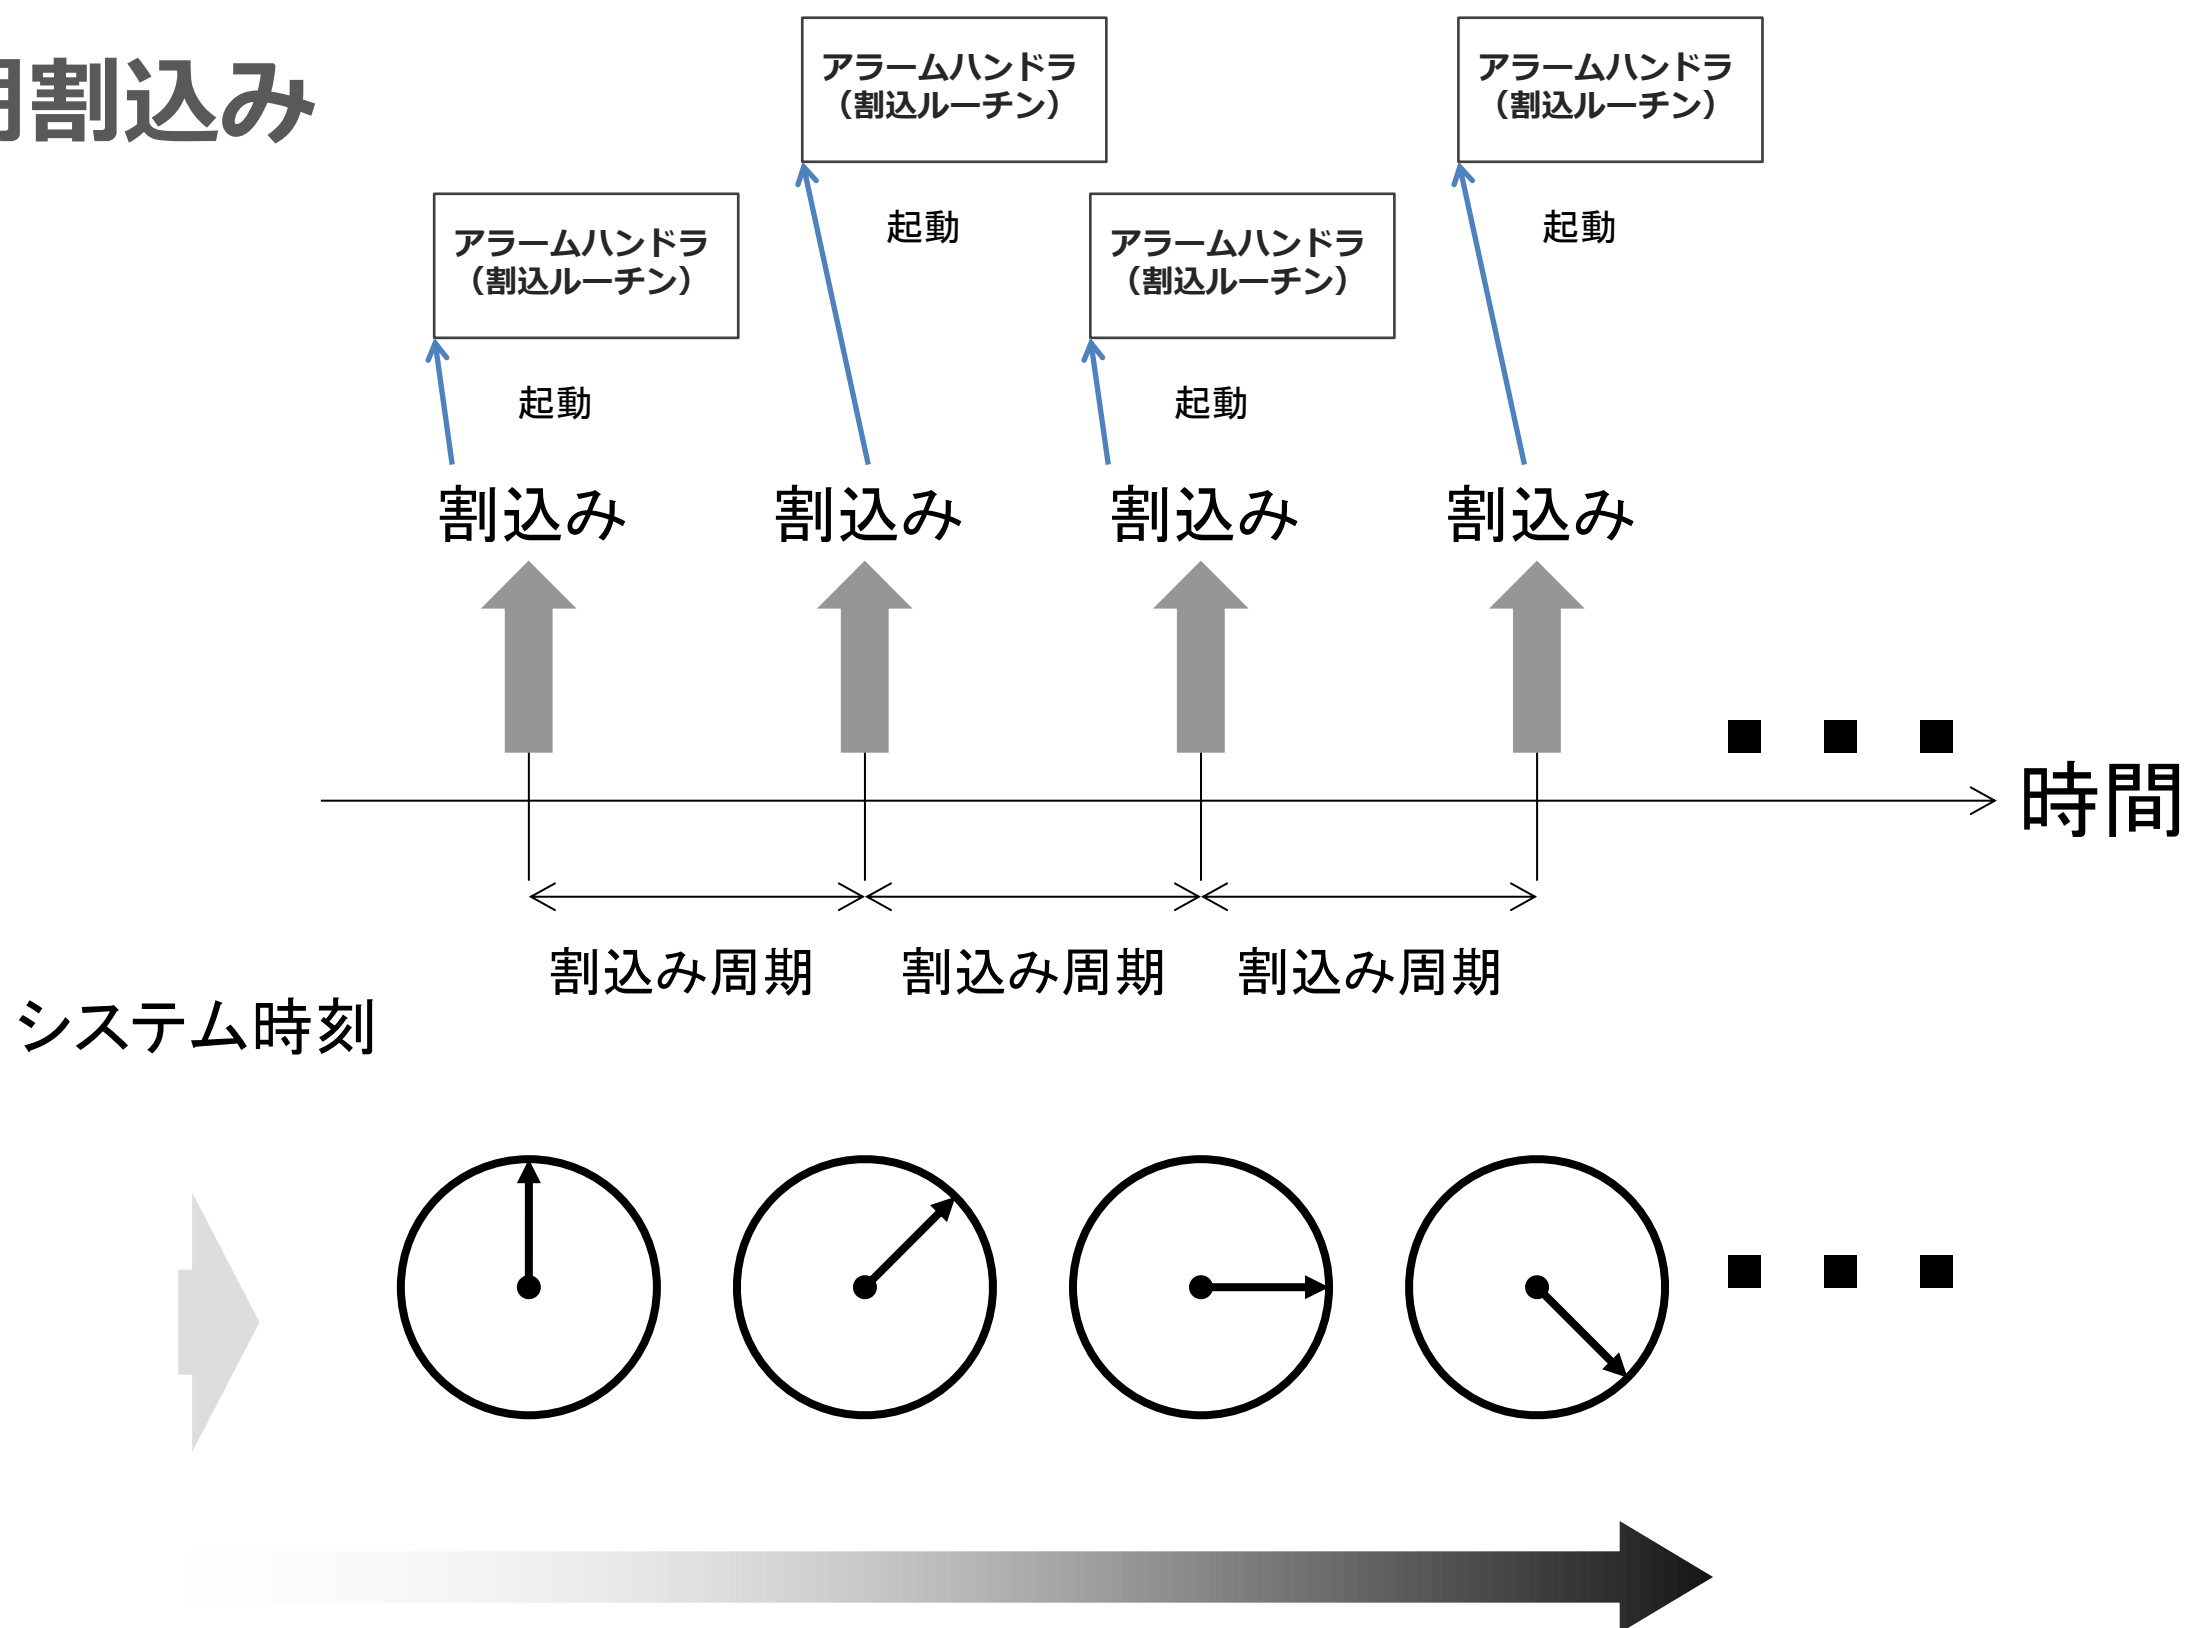 期割込み
アラームハンドラ
（割込ルーチン）
アラームハンドラ
（割込ルーチン）
起動
起動
アラームハンドラ
（割込ルーチン）
アラームハンドラ
（割込ルーチン）
起動
起動
割込み 割込み 割込み 割込み
時間
割込み周期 割込み周期 割込み周期
システム時刻